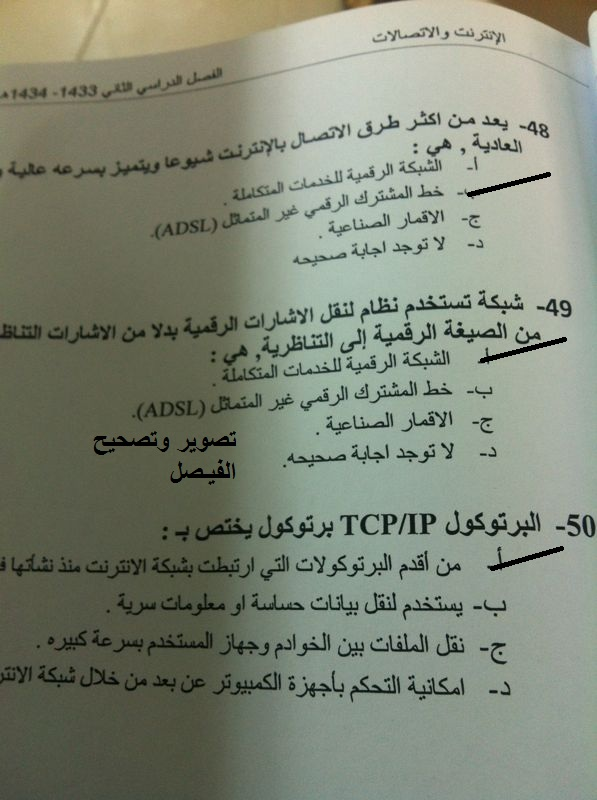 الإنترنت والاتصالات
الفصل الدراسي الثاني 1433- 1434هـ
48- يعد من اكثر طرق الاتصال بالإنترنت شيوعا ويتميز بسرعه عالية
العادية , هي :
أ- الشبكة الرقمية للخدمات المتكاملة .
ب- خط المشترك الرقمي غير المتماثل (ADSL).
ج- الاقمار الصناعية .
د- لا توجد اجابة صحيحه
49- شبكة تستخدم نظام لنقل الاشارات الرقمية بدلا من الاشارات
من الصيغة الرقمية إلى التناظرية, هي :
أ- الشبكة الرقمية للخدمات المتكاملة .
ب- خط المشترك الرقمي غير المتماثل (ADSL).
ج- الاقمار الصناعية .
د- لا توجد اجابة صحيحه.
تصوير وتصحيح
الفيصل
50- البرتوكول TCP/IP برتوكول يختص بـ :
أ- من أقدم البرتوكولات التي ارتبطت بشبكة الانترنت منذ نشأتها
ب- يستخدم لنقل بيانات حساسة او معلومات سرية .
ج- نقل الملفات بين الخوادم وجهاز المستخدم بسرعة كبيره .
د- امكانية التحكم بأجهزة الكمبيوتر عن بعد من خلال شبكة